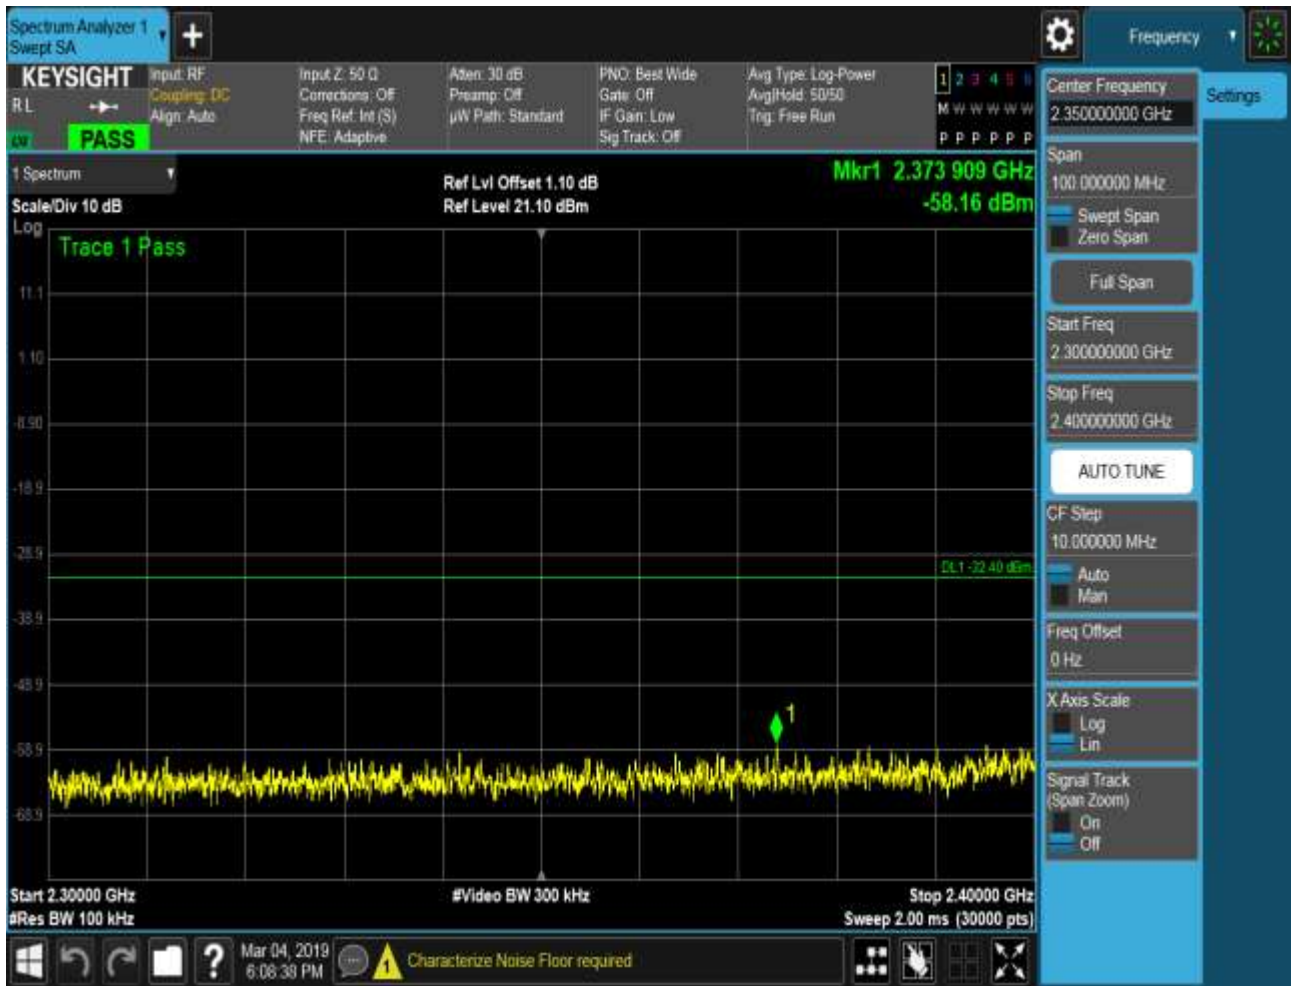 Spectrum Analyzer 1
Swept SA
Frequency
KEYSIGHT
R L
PASS
Input: RF
Coupling: DC
Align: Auto
Input Z: 50 Ω
Corrections: Off
Freq Ref: Int (S)
NFE: Adaptive
Atten: 30 dB
Preamp: Off
µW Path: Standard
PNO: Best Wide
Gate: Off
IF Gain: Low
Sig Track: Off
Avg Type: Log-Power
Avg|Hold: 50/50
Trig: Free Run
1 2 3 4 5 6
M W W W W W
P P P P P P
1 Spectrum
Scale/Div 10 dB
Log
Ref Lvl Offset 1.10 dB
Ref Level 21.10 dBm
Mkr1 2.373 909 GHz
-58.16 dBm
Trace 1 Pass
11.1
1.10
-8.90
-18.9
-28.9
DL1 -32.40 dBm
-38.9
-48.9
1
-58.9
-68.9
Start 2.30000 GHz
#Video BW 300 kHz
Stop 2.40000 GHz
#Res BW 100 kHz
Sweep 2.00 ms (30000 pts)
Center Frequency
2.350000000 GHz
Settings
Span
100.000000 MHz
Swept Span
Zero Span
Full Span
Start Freq
2.300000000 GHz
Stop Freq
2.400000000 GHz
AUTO TUNE
CF Step
10.000000 MHz
Auto
Man
Freq Offset
0 Hz
X Axis Scale
Log
Lin
Signal Track
(Span Zoom)
On
Off
?
Mar 04, 2019
6:08:38 PM
1
Characterize Noise Floor required